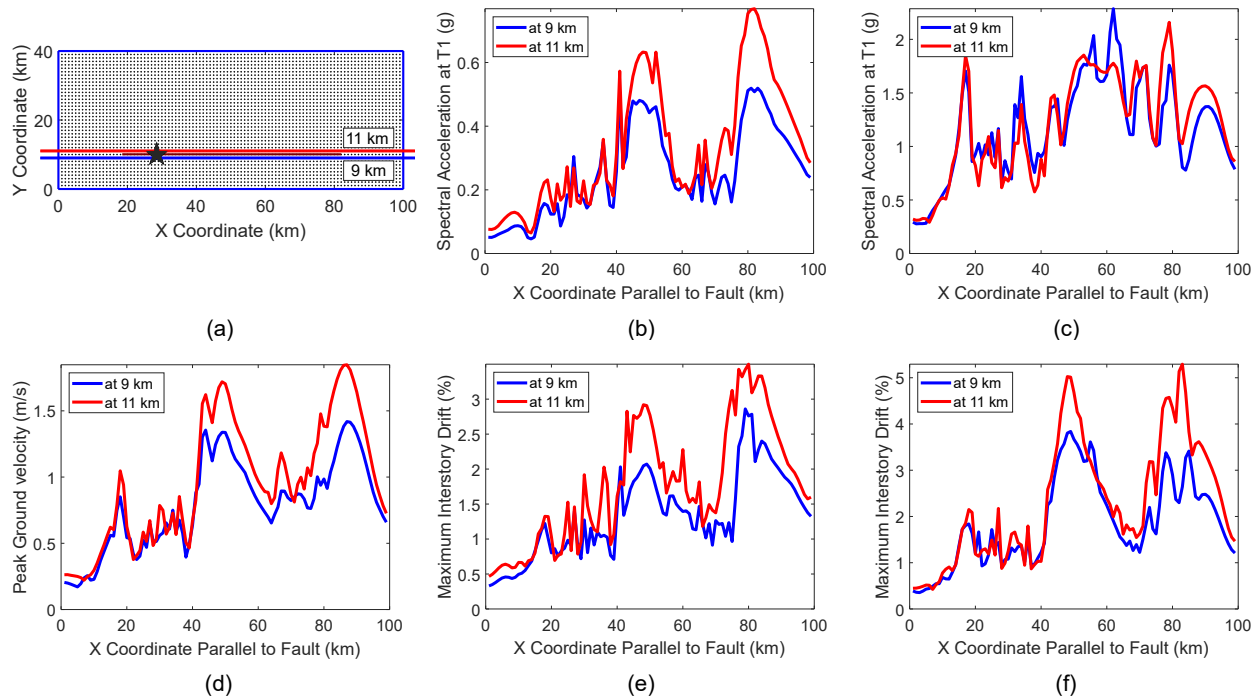 40
20
0
Y Coordinate (km)
11 km
9 km
0 20 40 60 80 100
X Coordinate (km)
(a)
0.6
0.4
0.2
0
Spectral Acceleration at T1 (g)
at 9 km
at 11 km
0 20 40 60 80 100
X Coordinate Parallel to Fault (km)
(b)
2
1.5
1
0.5
0
Spectral Acceleration at T1 (g)
at 9 km
at 11 km
0 20 40 60 80 100
X Coordinate Parallel to Fault (km)
(c)
1.5
1
0.5
0
Peak Ground velocity (m/s)
at 9 km
at 11 km
0 20 40 60 80 100
X Coordinate Parallel to Fault (km)
(d)
3
2.5
2
1.5
1
0.5
0
Maximum Interstory Drift (%)
at 9 km
at 11 km
0 20 40 60 80 100
X Coordinate Parallel to Fault (km)
(e)
5
4
3
2
1
0
Maximum Interstory Drift (%)
at 9 km
at 11 km
0 20 40 60 80 100
X Coordinate Parallel to Fault (km)
(f)